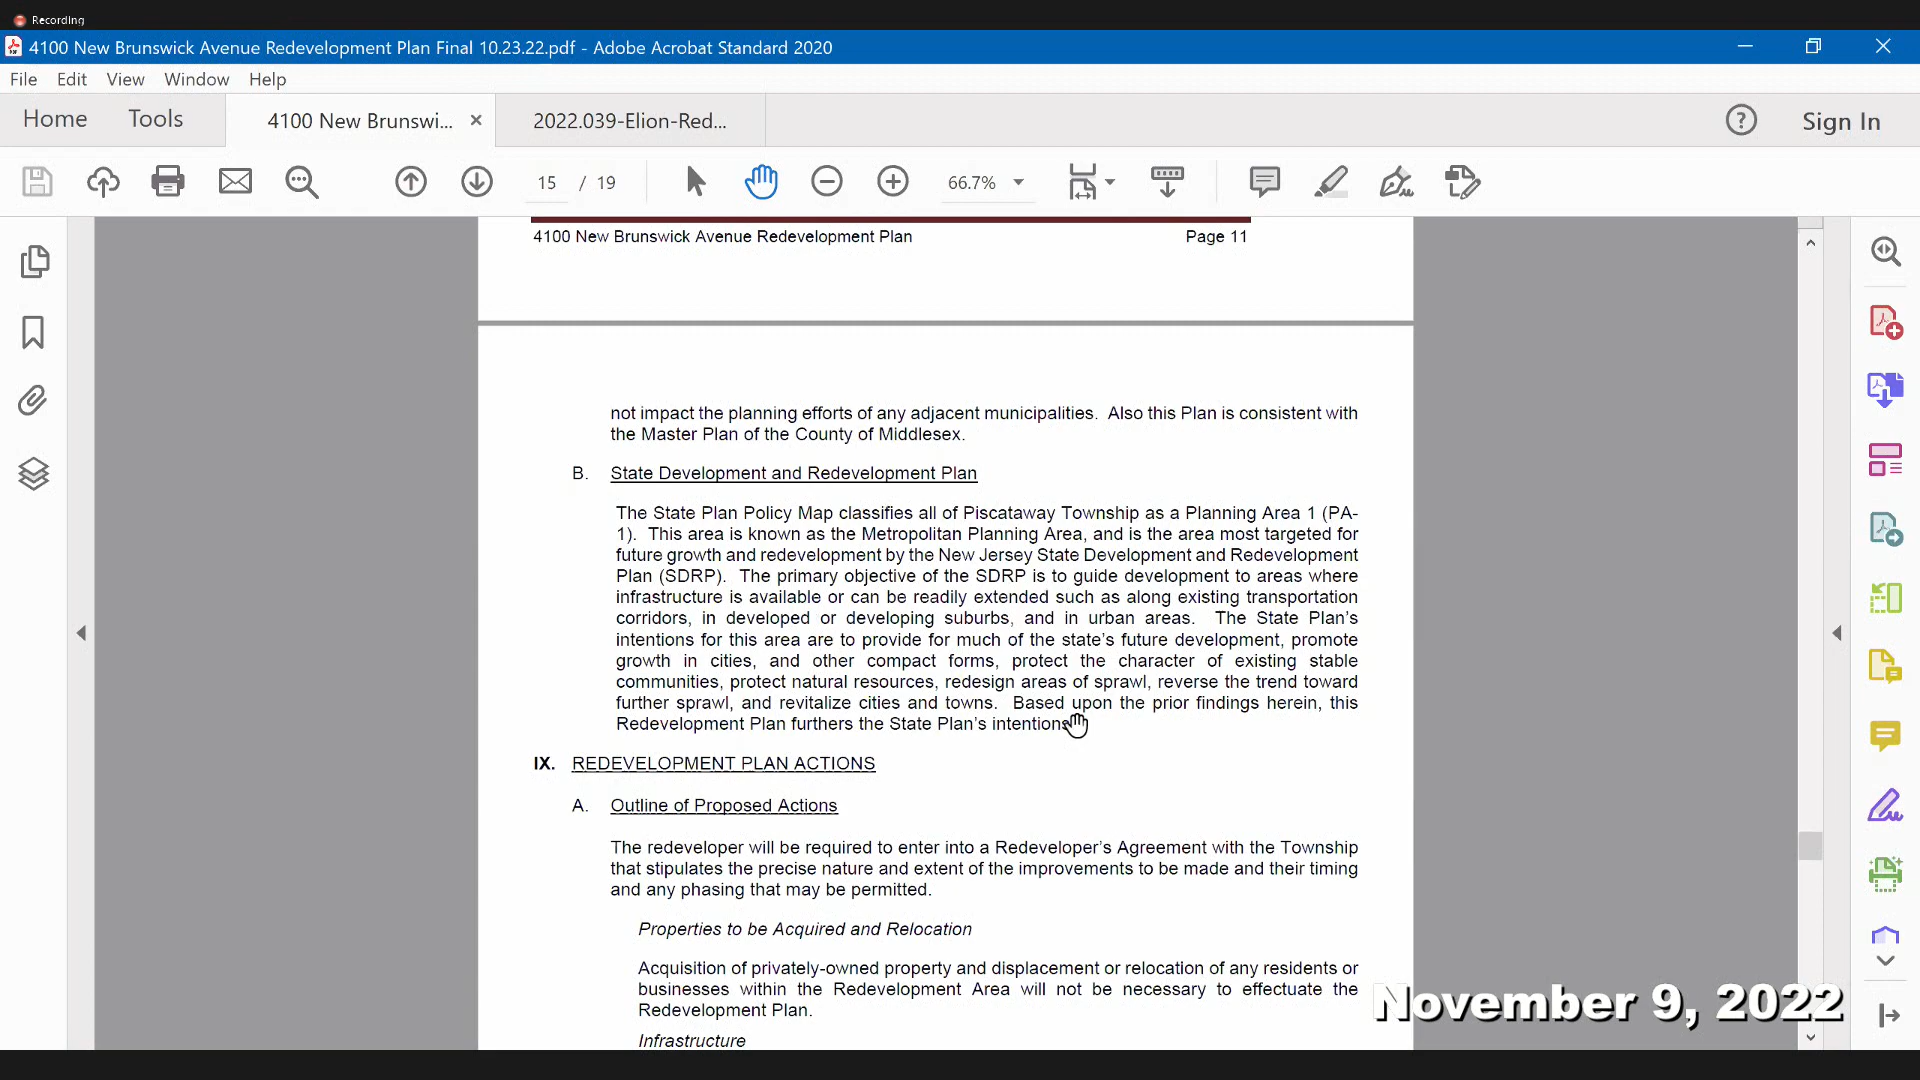 Recording
4100 New Brunswick Avenue Redevelopment Plan Final 10.23.22.pdf - Adobe Acrobat Standard 2020
File Edit View Window Help
Home Tools 4100 New Brunswi... × 2022.039-Elion-Red... ? Sign In
15 / 19 66.7%
4100 New Brunswick Avenue Redevelopment Plan Page 11
not impact the planning efforts of any adjacent municipalities. Also this Plan is consistent with
the Master Plan of the County of Middlesex.
B. State Development and Redevelopment Plan
The State Plan Policy Map classifies all of Piscataway Township as a Planning Area 1 (PA-
1). This area is known as the Metropolitan Planning Area, and is the area most targeted for
future growth and redevelopment by the New Jersey State Development and Redevelopment
Plan (SDRP). The primary objective of the SDRP is to guide development to areas where
infrastructure is available or can be readily extended such as along existing transportation
corridors, in developed or developing suburbs, and in urban areas. The State Plan's
intentions for this area are to provide for much of the state's future development, promote
growth in cities, and other compact forms, protect the character of existing stable
communities, protect natural resources, redesign areas of sprawl, reverse the trend toward
further sprawl, and revitalize cities and towns. Based upon the prior findings herein, this
Redevelopment Plan furthers the State Plan's intentions
IX. REDEVELOPMENT PLAN ACTIONS
A. Outline of Proposed Actions
The redeveloper will be required to enter into a Redeveloper's Agreement with the Township
that stipulates the precise nature and extent of the improvements to be made and their timing
and any phasing that may be permitted.
Properties to be Acquired and Relocation
Acquisition of privately-owned property and displacement or relocation of any residents or
businesses within the Redevelopment Area will not be necessary to effectuate the
Redevelopment Plan.
Infrastructure
November 9, 2022